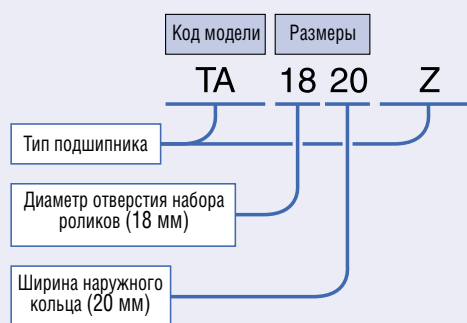 Код модели Размеры
TA 18 20 Z
Тип подшипника
Диаметр отверстия набора
роликов (18 мм)
Ширина наружного
кольца (20 мм)